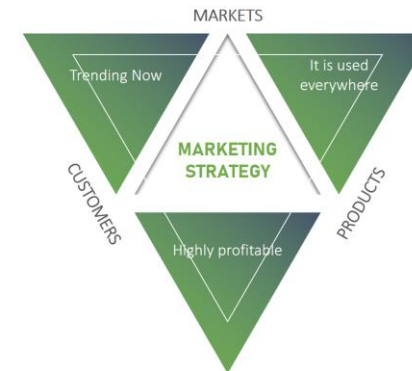 MARKETS
Trending Now
It is used
everywhere
MARKETING
STRATEGY
CUSTOMERS
PRODUCTS
Highly profitable